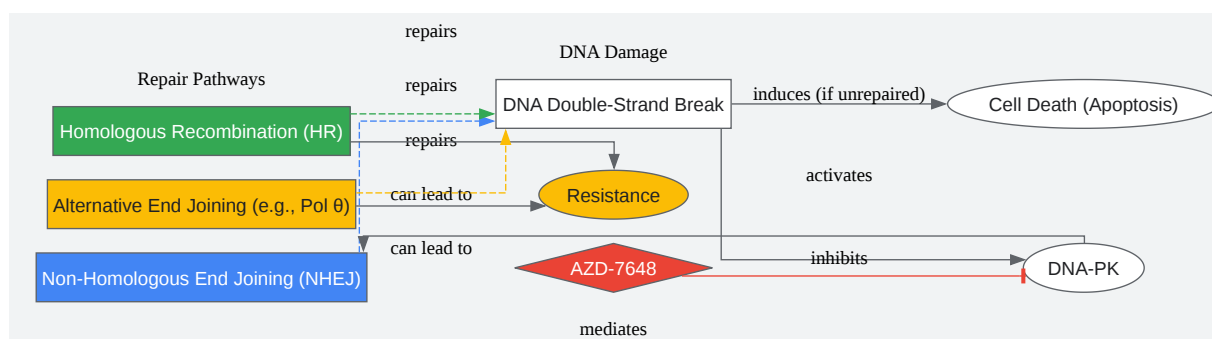 repairs
DNA Damage
Repair Pathways
repairs
DNA Double-Strand Break
induces (if unrepaired)
Cell Death (Apoptosis)
Homologous Recombination (HR)
repairs
activates
Alternative End Joining (e.g., Pol θ)
can lead to
Resistance
can lead to
Non-Homologous End Joining (NHEJ)
AZD-7648
inhibits
DNA-PK
mediates